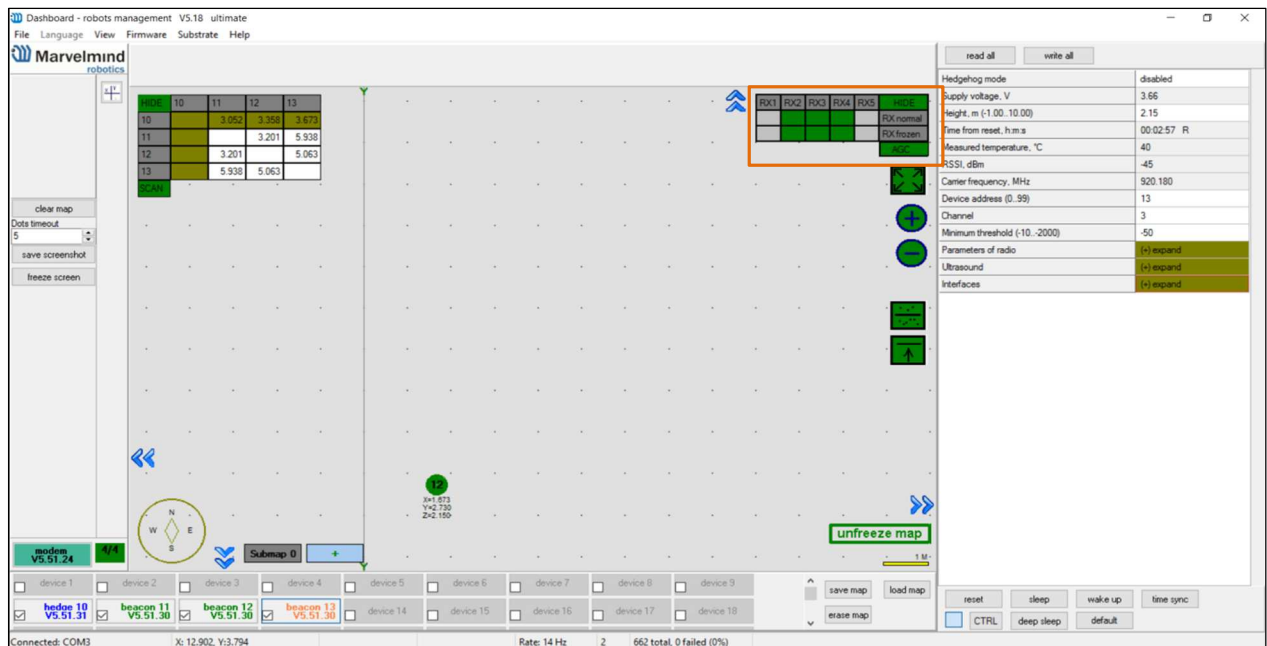 Dashboard - robots management V5.18 ultimate
File Language View Firmware Substrate Help
Marvelmind
robotics
read all write all
HIDE 10 11 12 13
10 3.052 3.358 3.673
11 3.201 5.938
12 3.201 5.063
13 5.938 5.063
SCAN
Y
RX1 RX2 RX3 RX4 RX5 HIDE
RX normal
RX frozen
AGC
Hedgehog mode disabled
Supply voltage, V 3.66
Height, m (-1.00..10.00) 2.15
Time from reset, h:m:s 00:02:57 R
Measured temperature, °C 40
RSSI, dBm -45
Carrier frequency, MHz 920.180
Device address (0..99) 13
Channel 3
Minimum threshold (-10..-2000) -50
Parameters of radio (+) expand
Ultrasound (+) expand
Interfaces (+) expand
clear map
Dots timeout
5
save screenshot
freeze screen
12
X=1.673
Y=2.730
Z=2.150
N
W E
S
unfreeze map
1 M
modem
V5.51.24
4/4
Submap 0 +
Y
device 1 device 2 device 3 device 4 device 5 device 6 device 7 device 8 device 9
hedge 10
V5.51.31
beacon 11
V5.51.30
beacon 12
V5.51.30
beacon 13
V5.51.30
device 14 device 15 device 16 device 17 device 18
save map load map
erase map
reset sleep wake up time sync
CTRL deep sleep default
Connected: COM3 X: 12.902, Y:3.794 Rate: 14 Hz 2 662 total, 0 failed (0%)